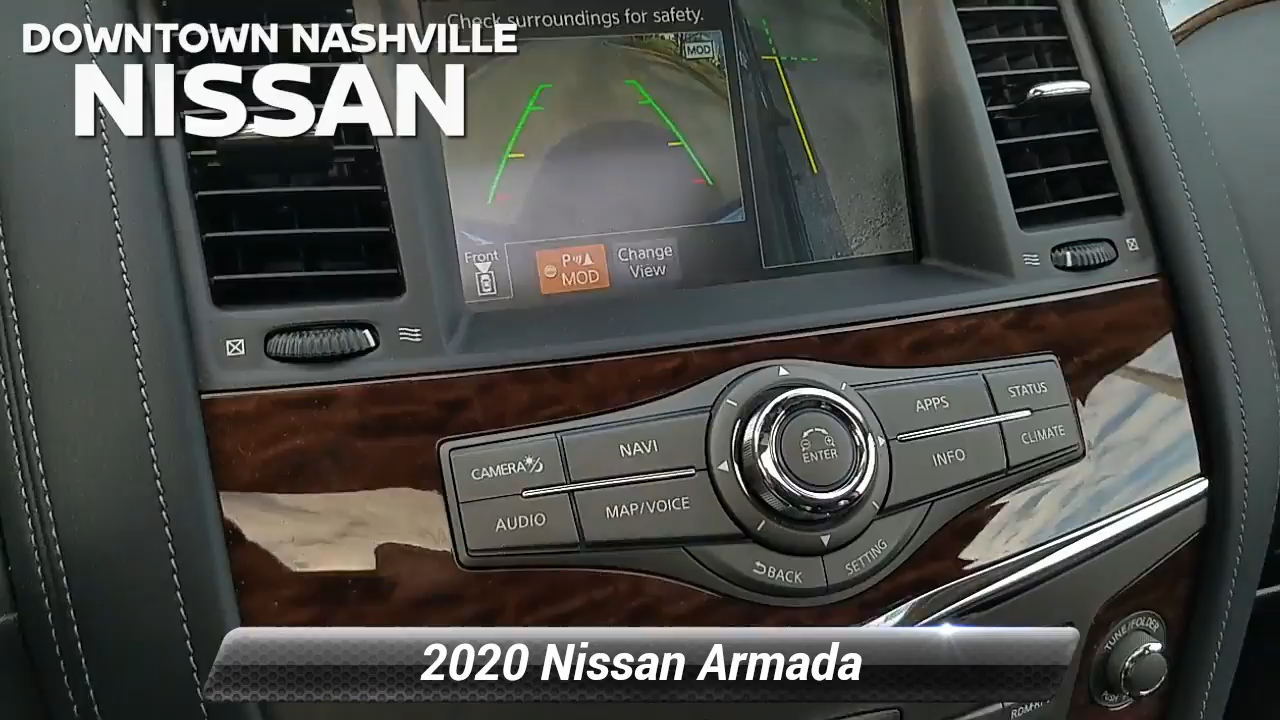 DOWNTOWN NASHVILLE
NISSAN
Check surroundings for safety.
MOD
Front
P
MOD
Change
View
CAMERA
NAVI
AUDIO
MAP/VOICE
ENTER
APPS
STATUS
INFO
CLIMATE
BACK
SETTING
TUNE/FOLDER
2020 Nissan Armada